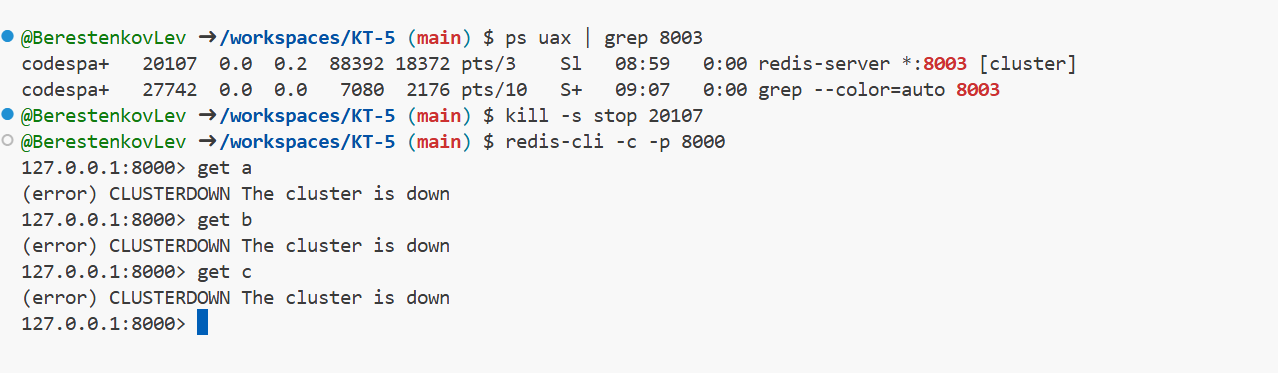 @BerestenkovLev ➜/workspaces/KT-5 (main) $ ps uax | grep 8003
codespa+   20107  0.0  0.2  88392 18372 pts/3    Sl   08:59   0:00 redis-server *:8003 [cluster]
codespa+   27742  0.0  0.0   7080  2176 pts/10   S+   09:07   0:00 grep --color=auto 8003
@BerestenkovLev ➜/workspaces/KT-5 (main) $ kill -s stop 20107
@BerestenkovLev ➜/workspaces/KT-5 (main) $ redis-cli -c -p 8000
127.0.0.1:8000> get a
(error) CLUSTERDOWN The cluster is down
127.0.0.1:8000> get b
(error) CLUSTERDOWN The cluster is down
127.0.0.1:8000> get c
(error) CLUSTERDOWN The cluster is down
127.0.0.1:8000>